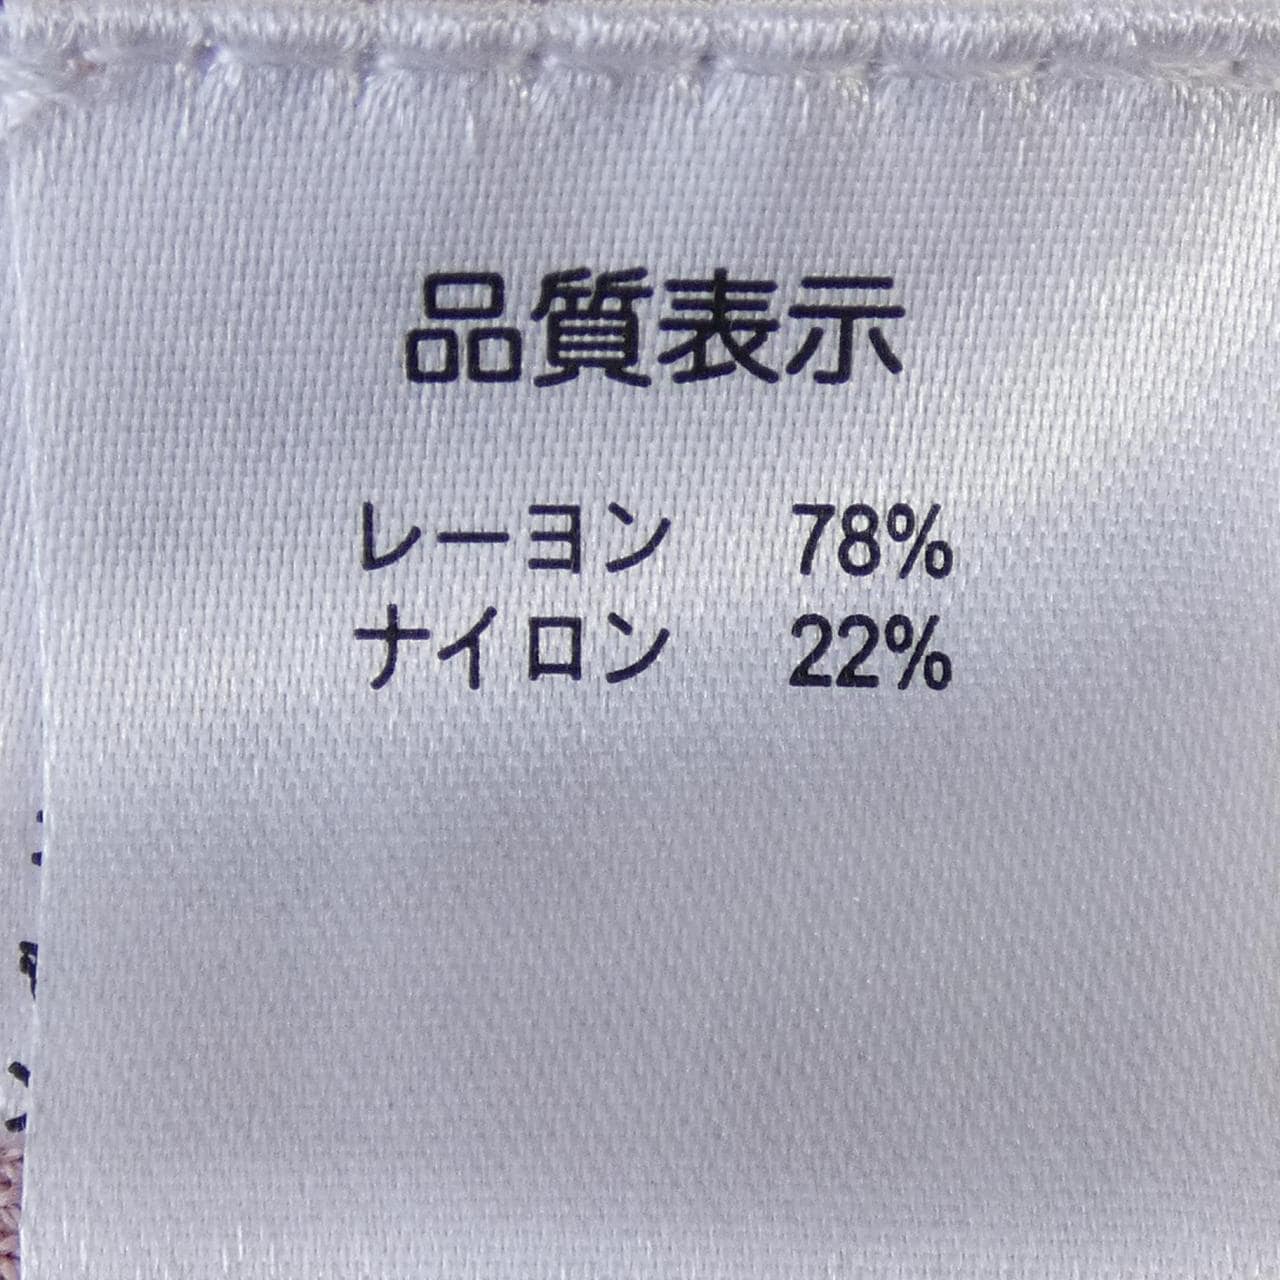 品質表示
レーヨン 78%
ナイロン 22%